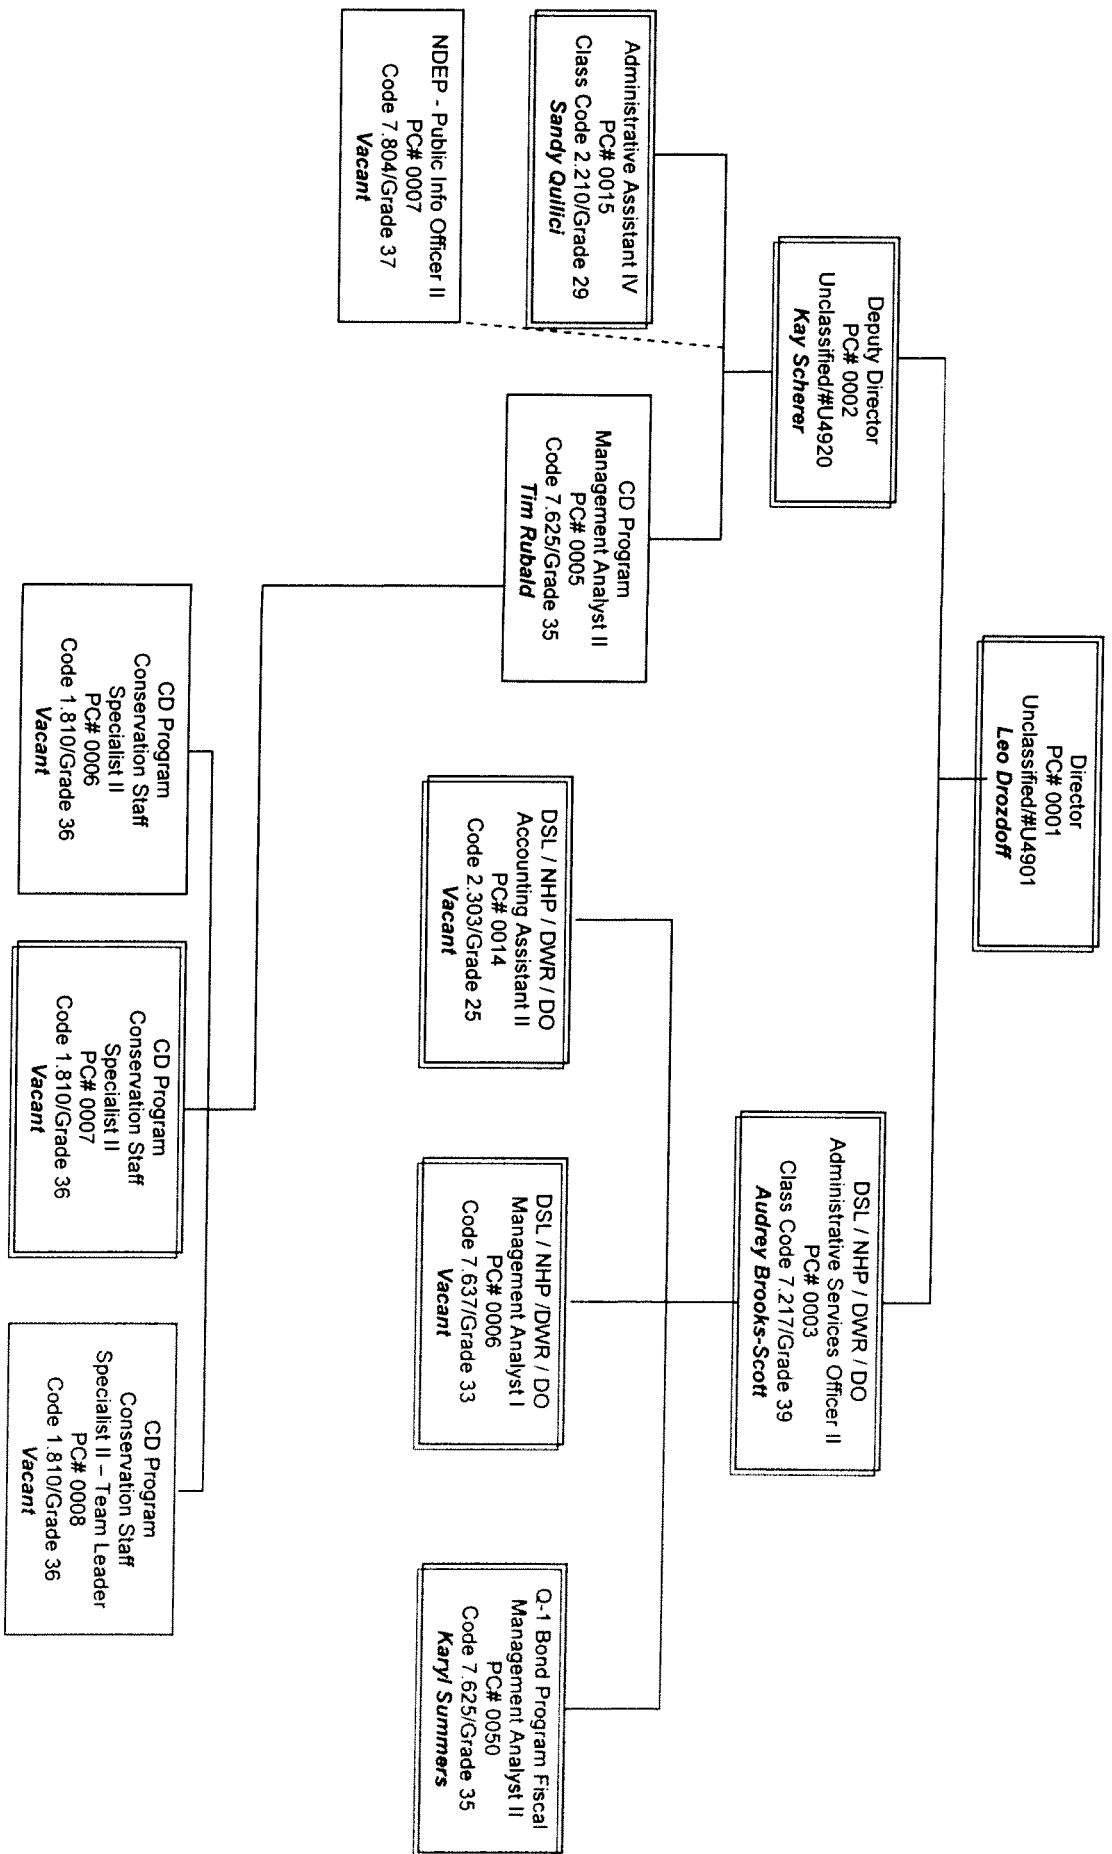 Director
PC# 0001
Unclassified/#U4901
Leo Drozdoff
Deputy Director
PC# 0002
Unclassified/#U4920
Kay Scherer
DSL / NHP / DWR / DO
Administrative Services Officer II
PC# 0003
Class Code 7.217/Grade 39
Audrey Brooks-Scott
Administrative Assistant IV
PC# 0015
Class Code 2.210/Grade 29
Sandy Quilici
NDEP - Public Info Officer II
PC# 0007
Code 7.804/Grade 37
Vacant
CD Program
Management Analyst II
PC# 0005
Code 7.625/Grade 35
Tim Rubald
DSL / NHP / DWR / DO
Accounting Assistant II
PC# 0014
Code 2.303/Grade 25
Vacant
DSL / NHP /DWR / DO
Management Analyst I
PC# 0006
Code 7.637/Grade 33
Vacant
Q-1 Bond Program Fiscal
Management Analyst II
PC# 0050
Code 7.625/Grade 35
Karyl Summers
CD Program
Conservation Staff
Specialist II
PC# 0006
Code 1.810/Grade 36
Vacant
CD Program
Conservation Staff
Specialist II
PC# 0007
Code 1.810/Grade 36
Vacant
CD Program
Conservation Staff
Specialist II – Team Leader
PC# 0008
Code 1.810/Grade 36
Vacant